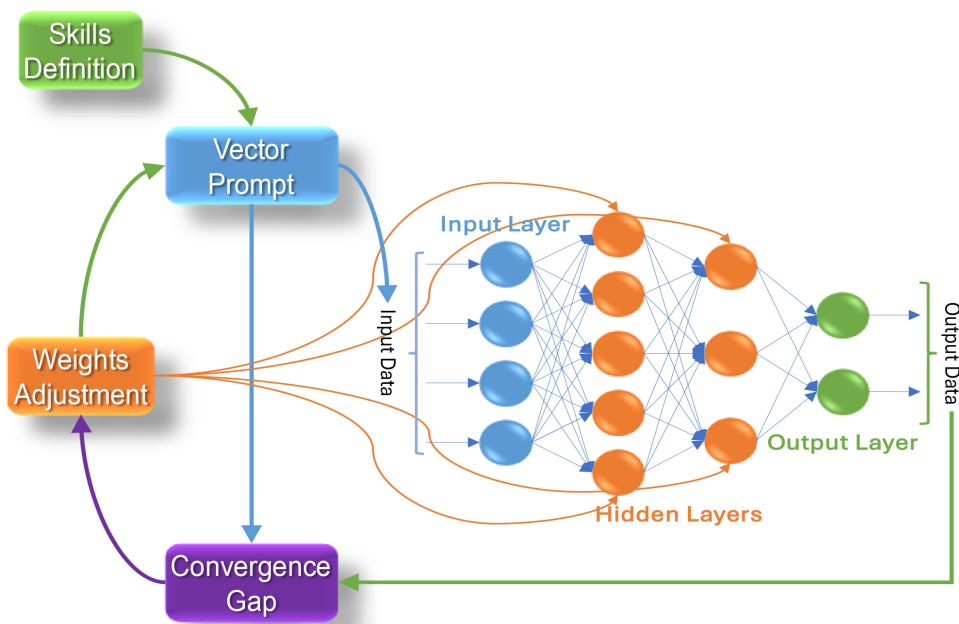 Skills
Definition
Vector
Prompt
Input Layer
Input Data
Output Data
Weights
Adjustment
Output Layer
Hidden Layers
Convergence
Gap